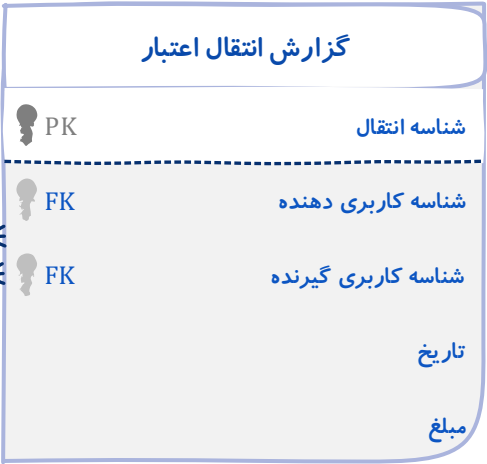 گزارش انتقال اعتبار
شناسه انتقال PK
شناسه کاربری دهنده FK
شناسه کاربری گیرنده FK
تاریخ
مبلغ